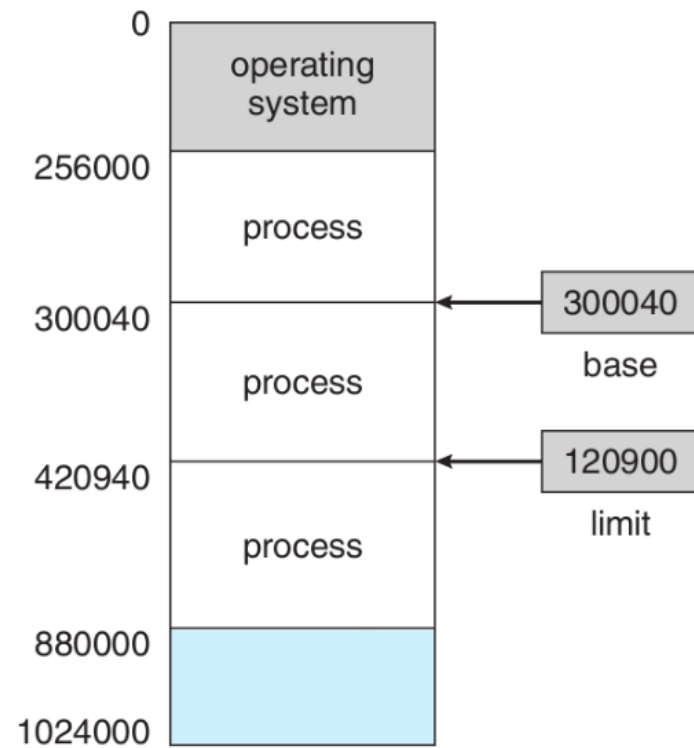 0
operating
system
256000
process
300040
300040
base
process
420940
120900
limit
process
880000
1024000